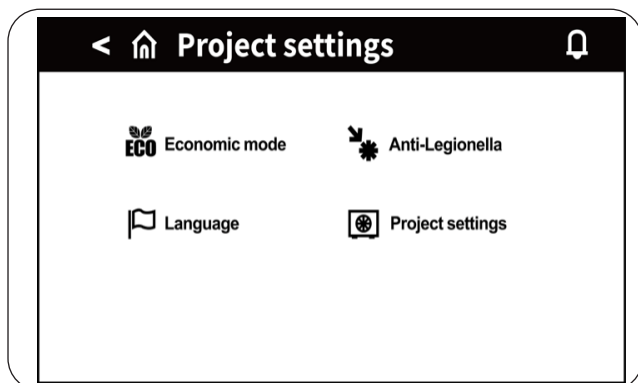 < Project settings
ECO Economic mode
Anti-Legionella
Language
Project settings